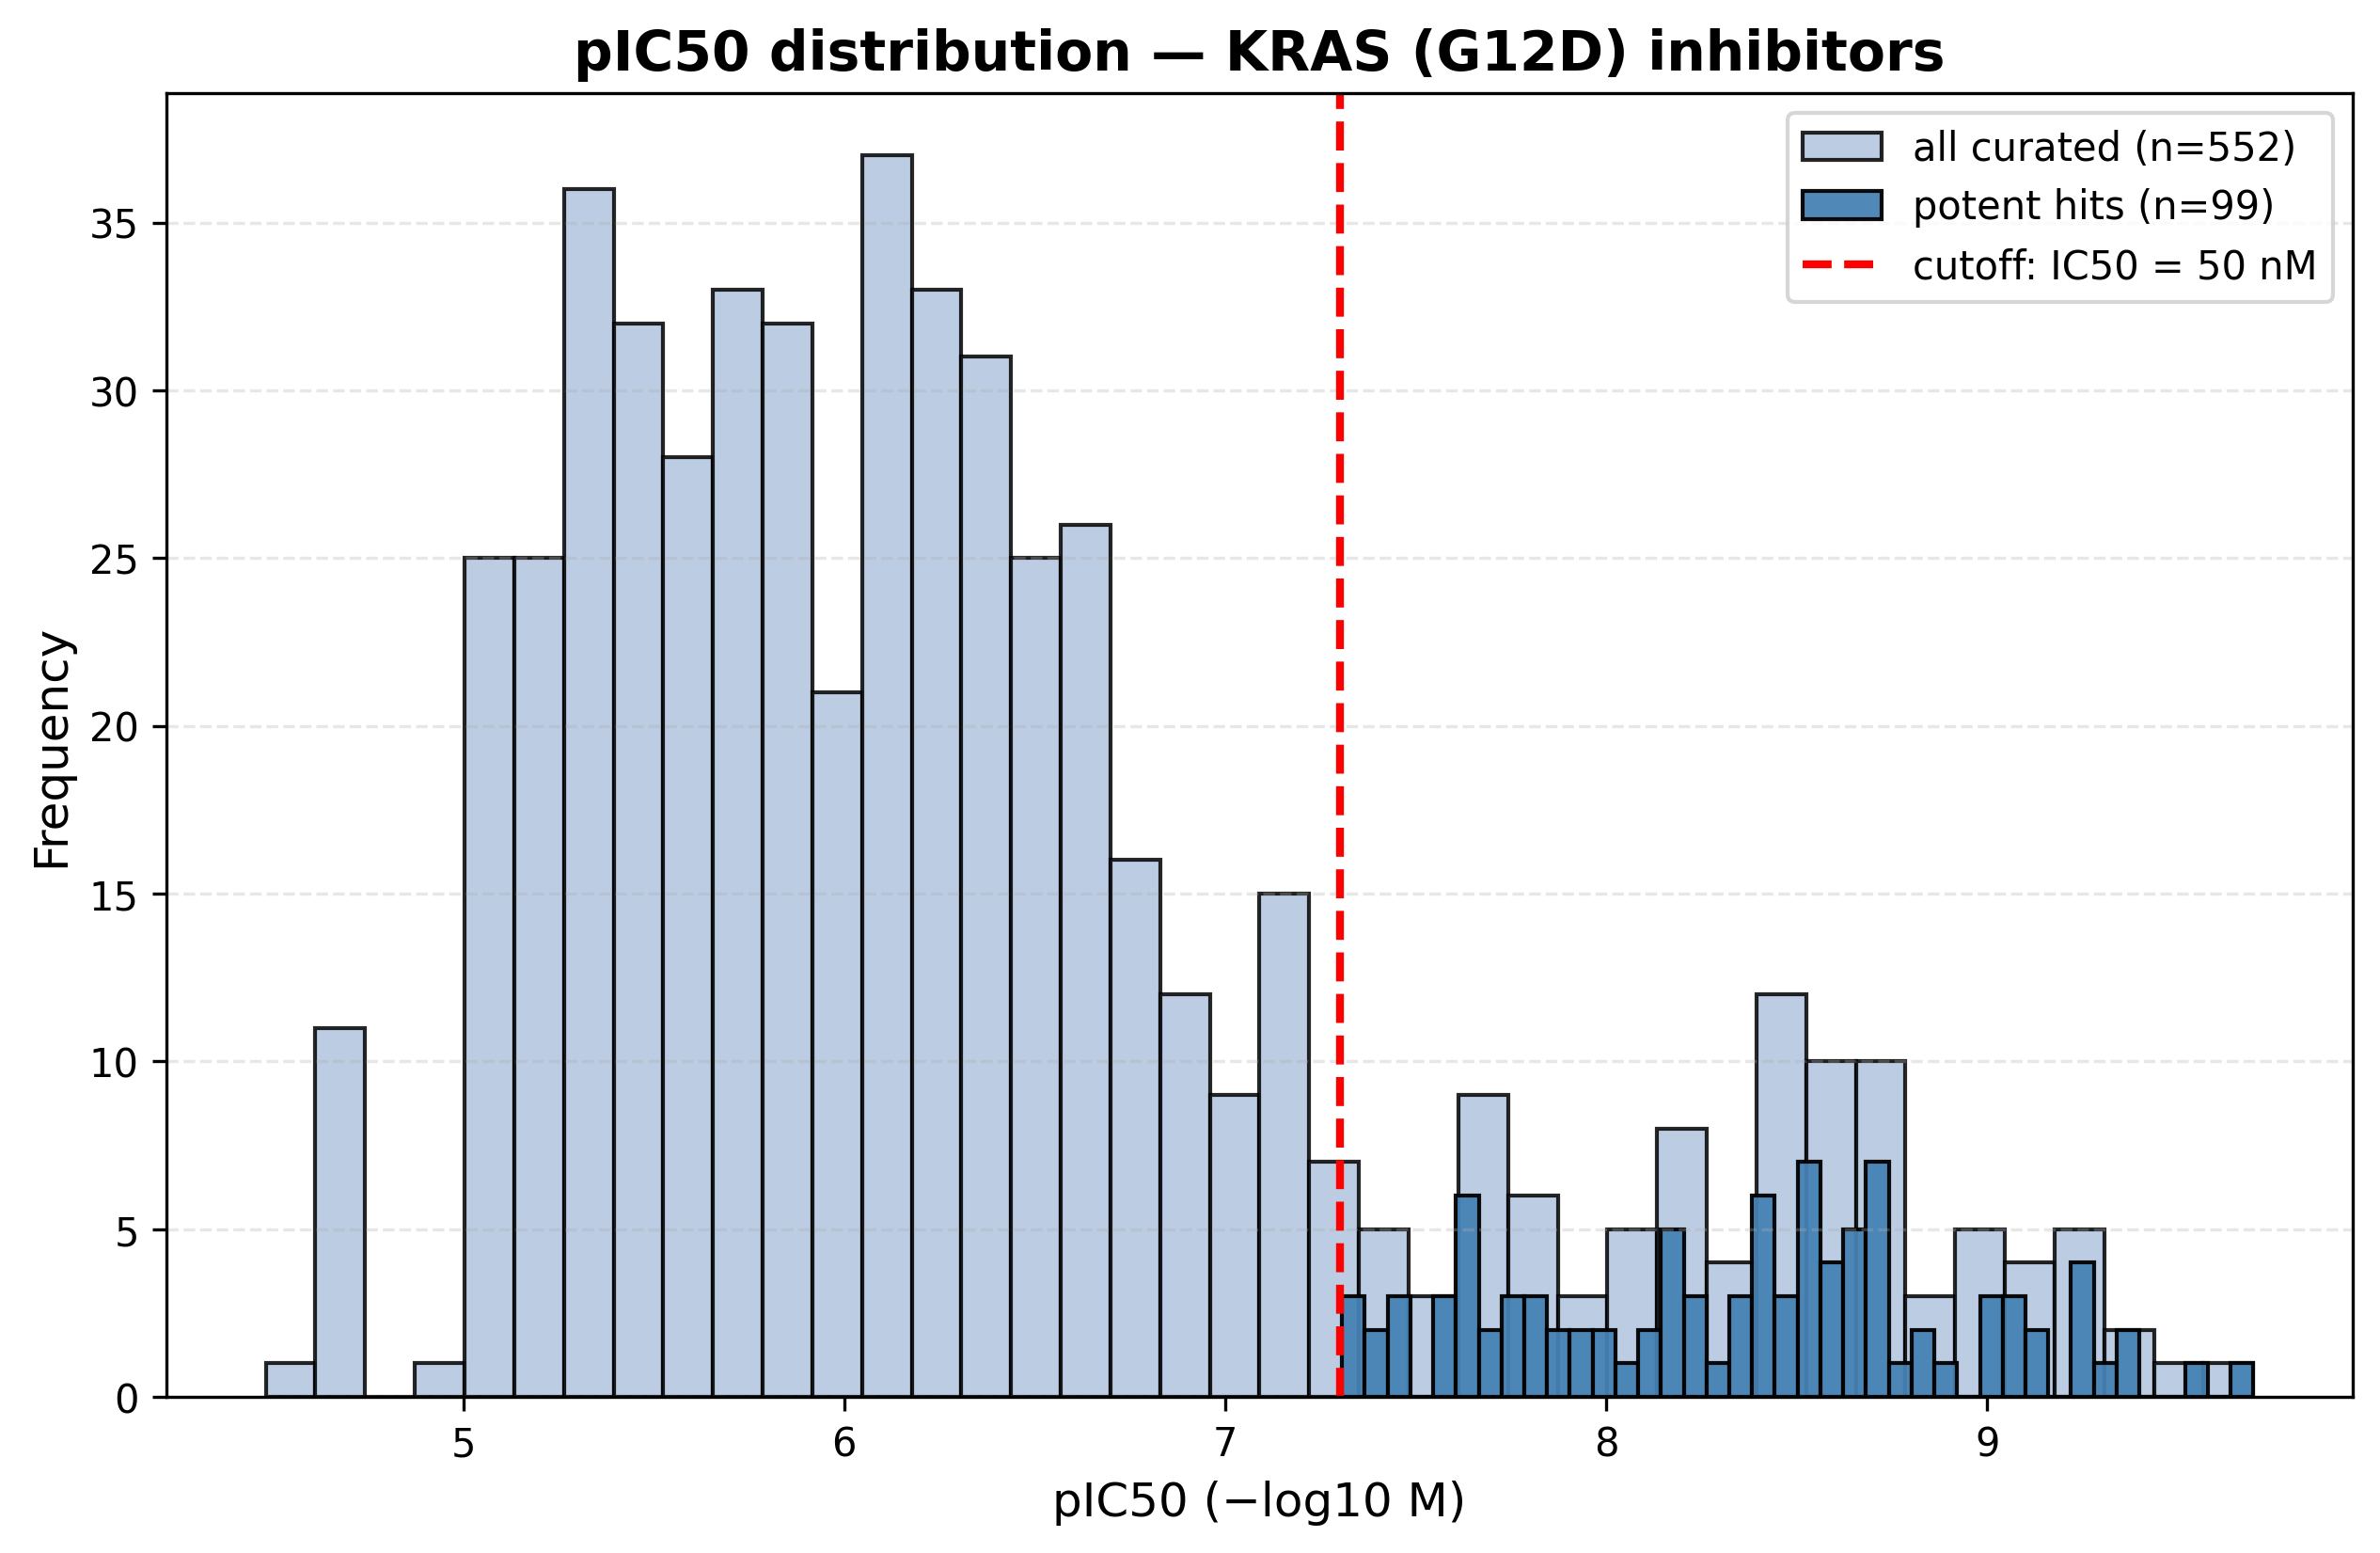 pIC50 distribution — KRAS (G12D) inhibitors
all curated (n=552)
potent hits (n=99)
cutoff: IC50 = 50 nM
Frequency
35
30
25
20
15
10
5
0
5 6 7 8 9
pIC50 (−log10 M)